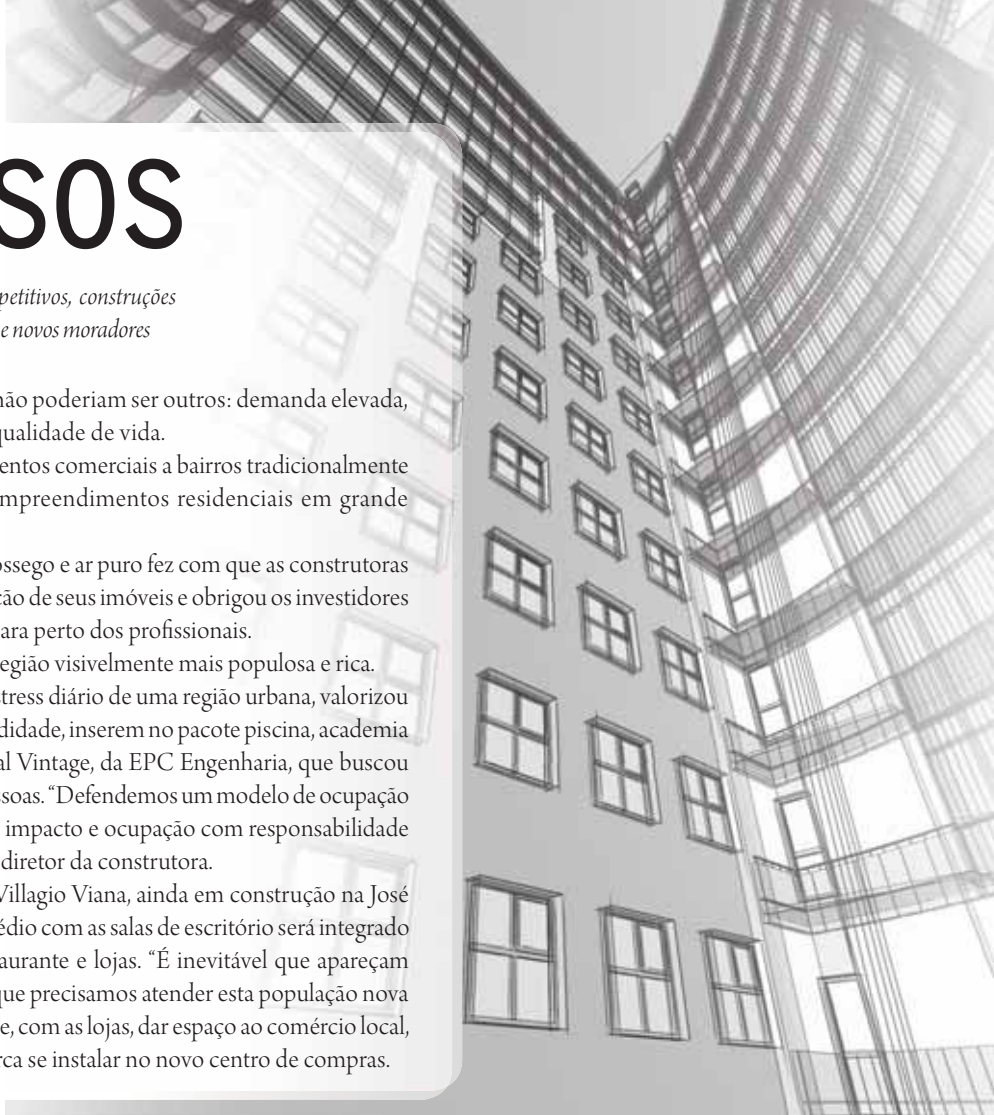 sos
petitivos, construções
e novos moradores
não poderiam ser outros: demanda elevada,
qualidade de vida.
entos comerciais a bairros tradicionalmente
mpreendimentos residenciais em grande
ossego e ar puro fez com que as construtoras
ção de seus imóveis e obrigou os investidores
ara perto dos profissionais.
egião visivelmente mais populosa e rica.
stress diário de uma região urbana, valorizou
didade, inserem no pacote piscina, academia
al Vintage, da EPC Engenharia, que buscou
ssoas. “Defendemos um modelo de ocupação
impacto e ocupação com responsabilidade
diretor da construtora.
Villagio Viana, ainda em construção na José
édio com as salas de escritório será integrado
aurante e lojas. “É inevitável que apareçam
que precisamos atender esta população nova
e, com as lojas, dar espaço ao comércio local,
rca se instalar no novo centro de compras.